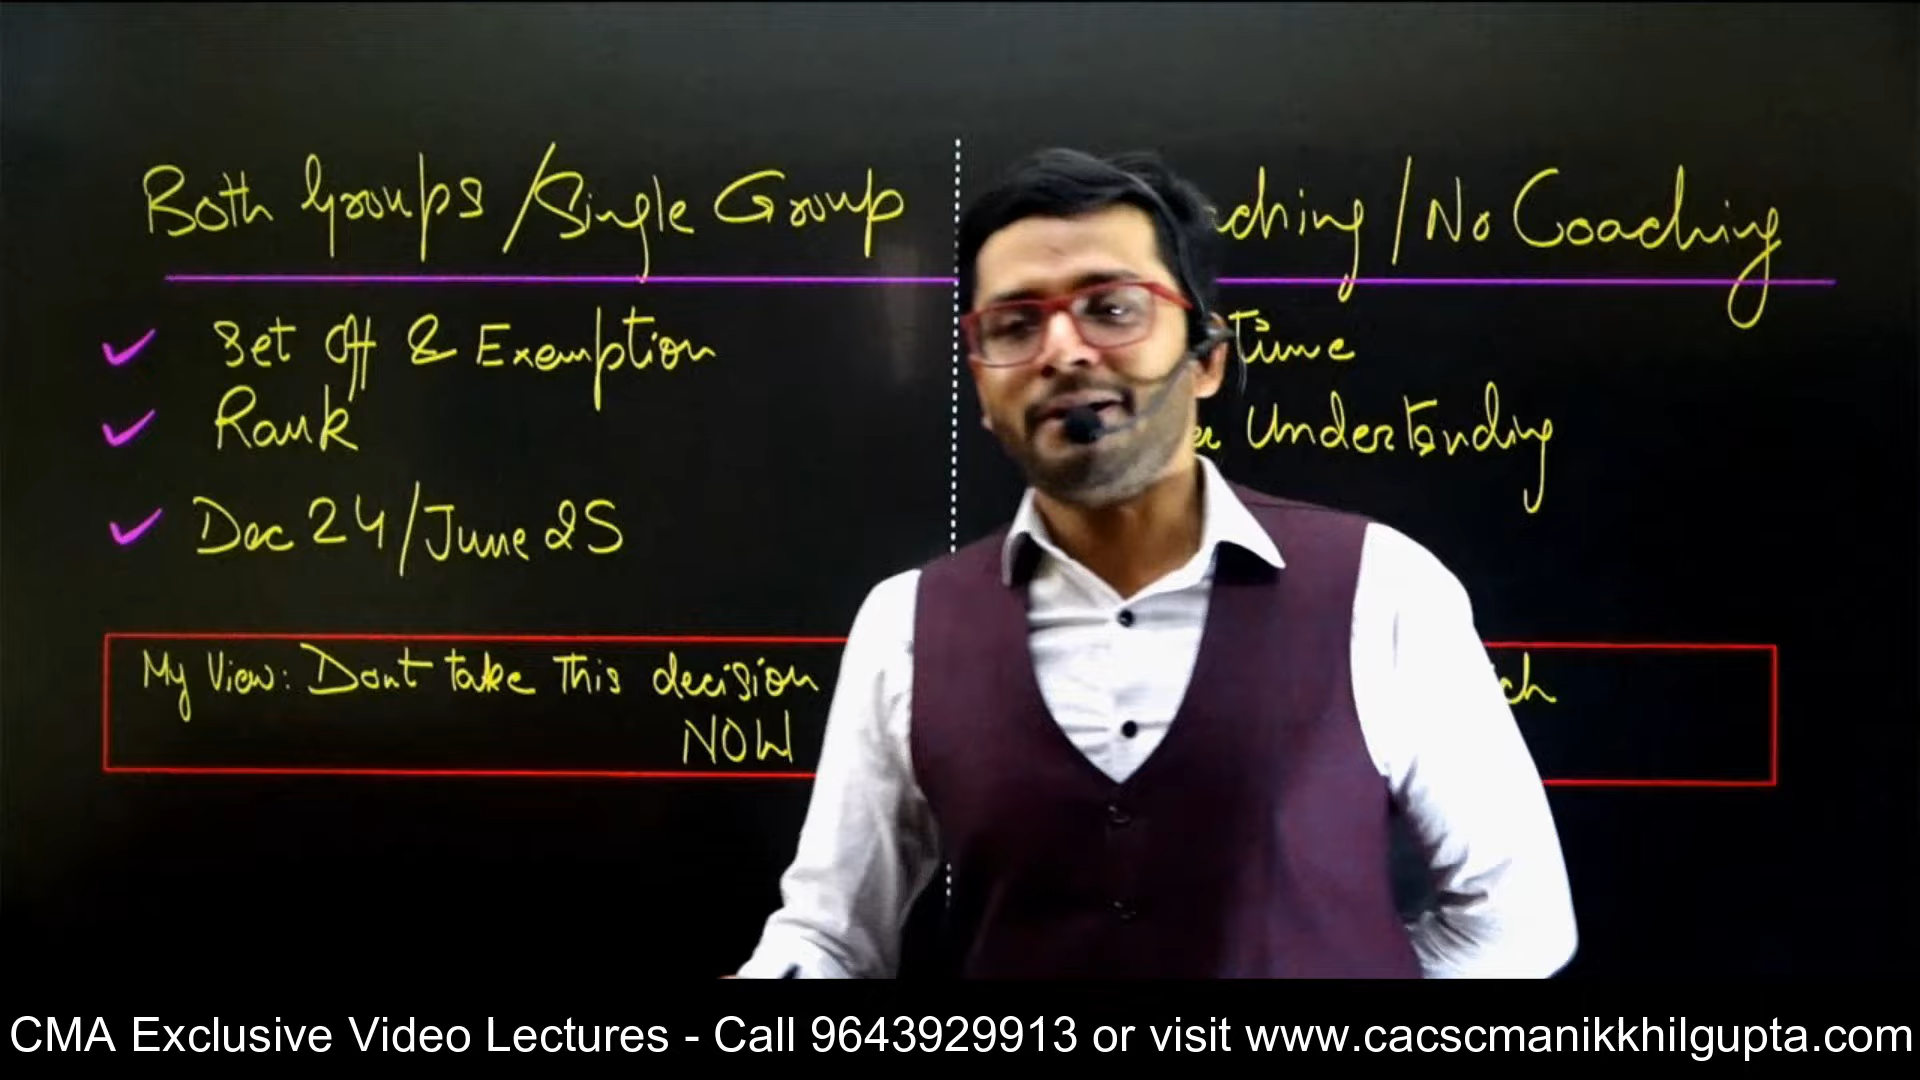 Both Groups / Single Group
/ No Coaching
Set Off & Exemption
Time
Rank
Understanding
Dec 24 / June 25
My View: Dont take This decision
NOW
CMA Exclusive Video Lectures - Call 9643929913 or visit www.cacscmanikkhilgupta.com